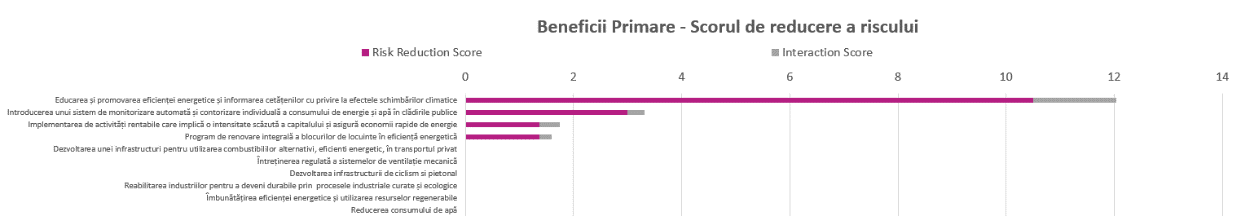 Beneficii Primare - Scorul de reducere a riscului
Risk Reduction Score Interaction Score
0 2 4 6 8 10 12 14
Educarea și promovarea eficienței energetice și informarea cetățenilor cu privire la efectele schimbărilor climatice
Introducerea unui sistem de monitorizare automată și contorizare individuală a consumului de energie și apă în clădirile publice
Implementarea de activități rentabile care implică o intensitate scăzută a capitalului și asigură economii rapide de energie
Program de renovare integrală a blocurilor de locuinte în eficiență energetică
Dezvoltarea unei infrastructuri pentru utilizarea combustibililor alternativi, eficienti energetic, în transportul privat
Întreținerea regulată a sistemelor de ventilație mecanică
Dezvoltarea infrastructurii de ciclism si pietonal
Reabilitarea industriilor pentru a deveni durabile prin procesele industriale curate și ecologice
Îmbunătățirea eficienței energetice și utilizarea resurselor regenerabile
Reducerea consumului de apă